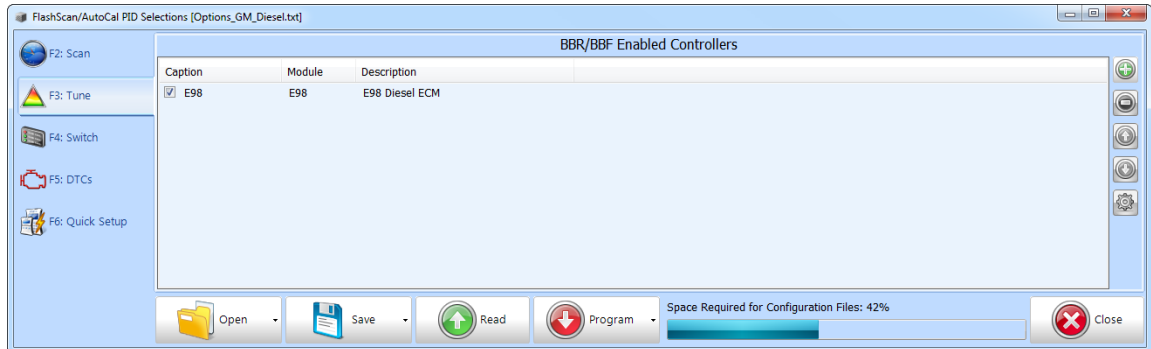 FlashScan/AutoCal PID Selections [Options_GM_Diesel.txt]
F2: Scan
F3: Tune
F4: Switch
F5: DTCs
F6: Quick Setup
BBR/BBF Enabled Controllers
Caption Module Description
E98 E98 E98 Diesel ECM
Open Save Read Program Space Required for Configuration Files: 42% Close